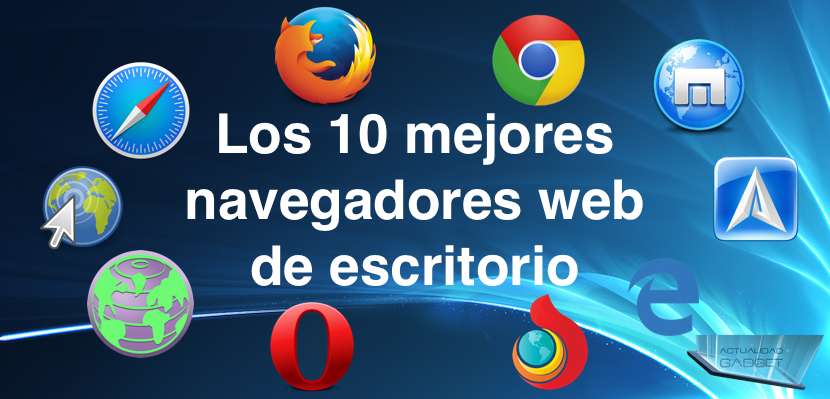 Los 10 mejores
navegadores web
de escritorio
ACTUALIDAD
GADGET